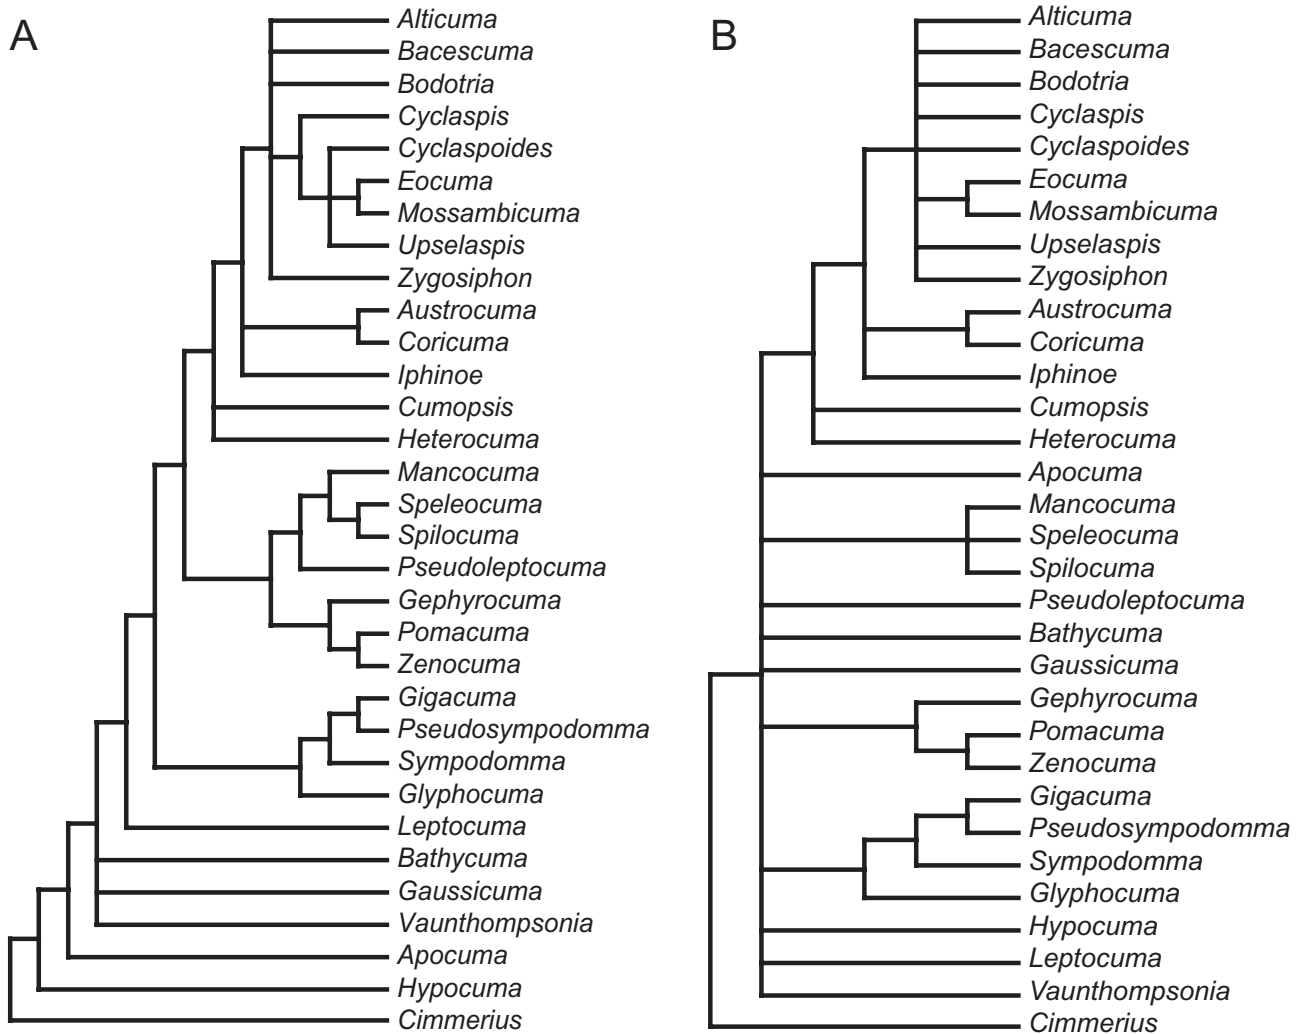 A
Alticuma
Bacescuma
Bodotria
Cyclaspis
Cyclaspoides
Eocuma
Mossambicuma
Upselaspis
Zygosiphon
Austrocuma
Coricuma
Iphinoe
Cumopsis
Heterocuma
Mancocuma
Speleocuma
Spilocuma
Pseudoleptocuma
Gephyrocuma
Pomacuma
Zenocuma
Gigacuma
Pseudosympodomma
Sympodomma
Glyphocuma
Leptocuma
Bathycuma
Gaussicuma
Vaunthompsonia
Apocuma
Hypocuma
Cimmerius
B
Alticuma
Bacescuma
Bodotria
Cyclaspis
Cyclaspoides
Eocuma
Mossambicuma
Upselaspis
Zygosiphon
Austrocuma
Coricuma
Iphinoe
Cumopsis
Heterocuma
Apocuma
Mancocuma
Speleocuma
Spilocuma
Pseudoleptocuma
Bathycuma
Gaussicuma
Gephyrocuma
Pomacuma
Zenocuma
Gigacuma
Pseudosympodomma
Sympodomma
Glyphocuma
Hypocuma
Leptocuma
Vaunthompsonia
Cimmerius